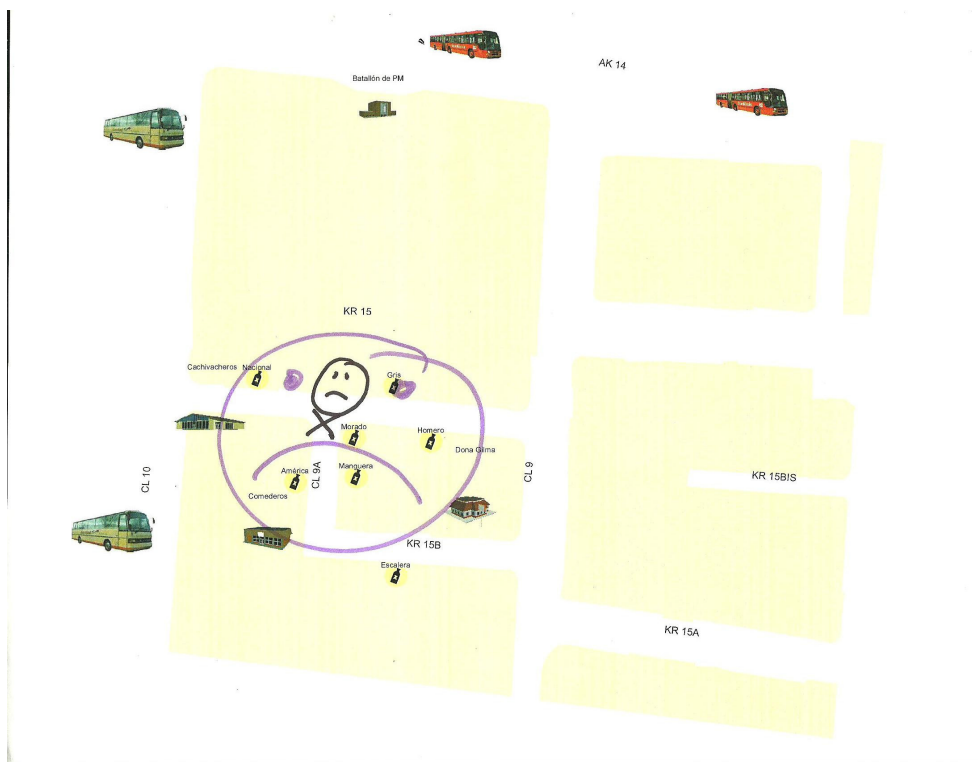 AK 14
Batallón de PM
KR 15
Cachivacheros
Nacional
Gris
Morado
Homero
Dona Gilma
CL 10
CL 9A
CL 9
América
Manguera
Comederos
KR 15BIS
KR 15B
Escalera
KR 15A